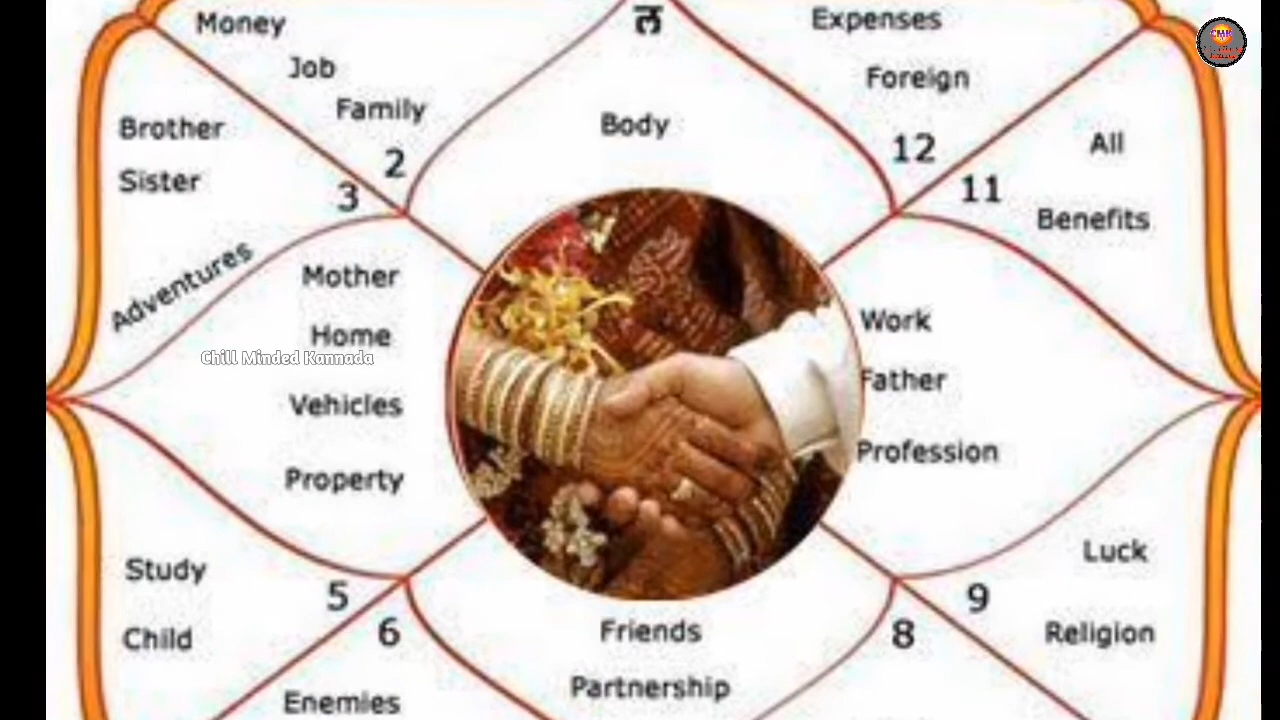 Money
ल
Expenses
Job
Foreign
Family
Body
Brother
12
All
2
Sister
3
11
Benefits
Adventures
Mother
Work
Home
Chill Minded Kannada
Father
Vehicles
Profession
Property
Luck
Study
5
9
6
Friends
8
Religion
Child
Partnership
Enemies
CMK